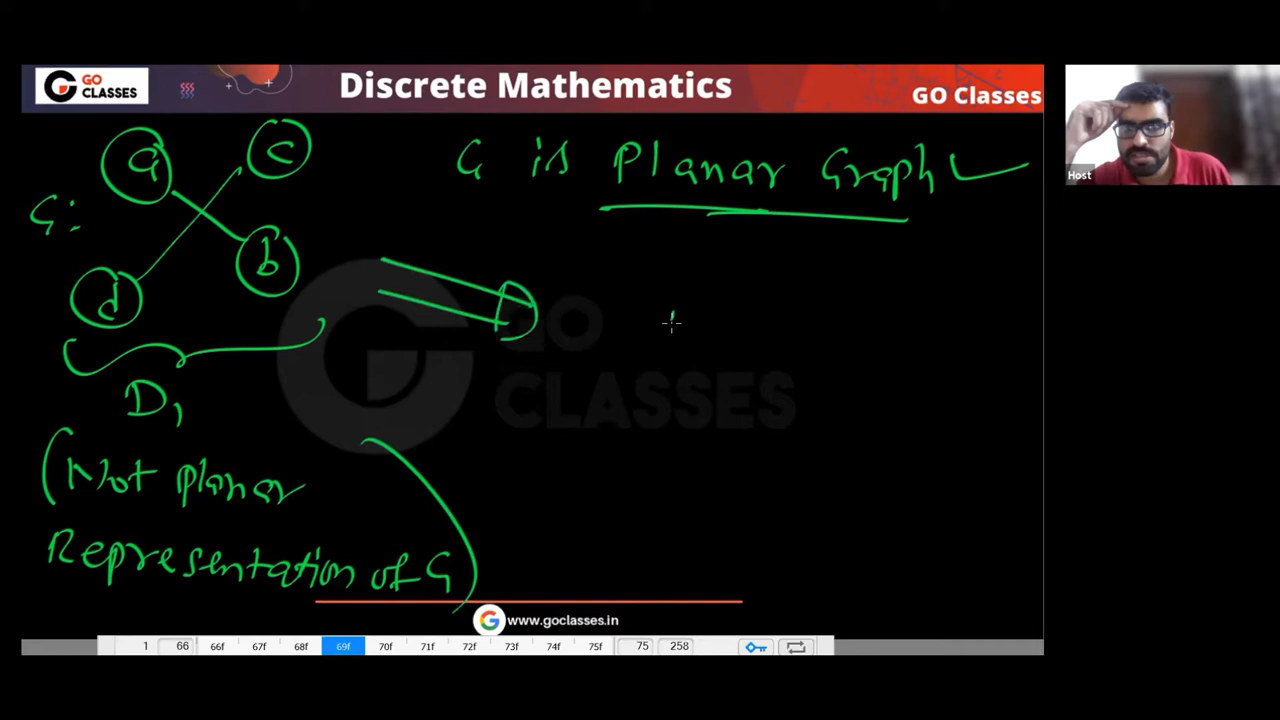 GO
CLASSES
Discrete Mathematics
GO Classes
Host
a
c
G is Planar Graph
G:
b
d
GO
CLASSES
D1
(Not planar
Representation of G)
www.goclasses.in
1 66 66f 67f 68f 69f 70f 71f 72f 73f 74f 75f 75 258